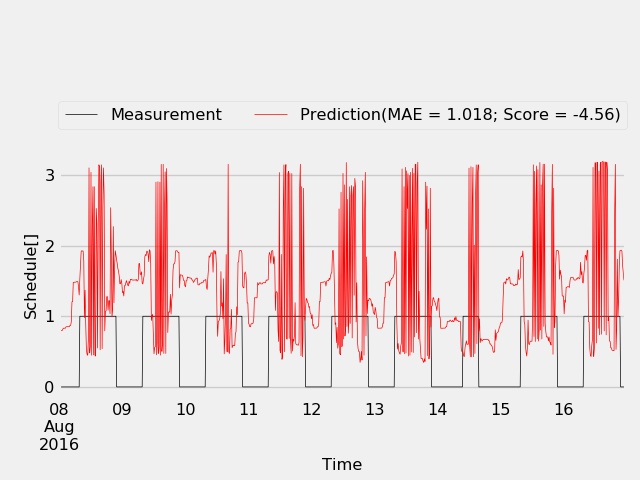 Measurement
Prediction(MAE = 1.018; Score = -4.56)
3
2
1
0
Schedule[]
08 09 10 11 12 13 14 15 16
Aug
2016
Time